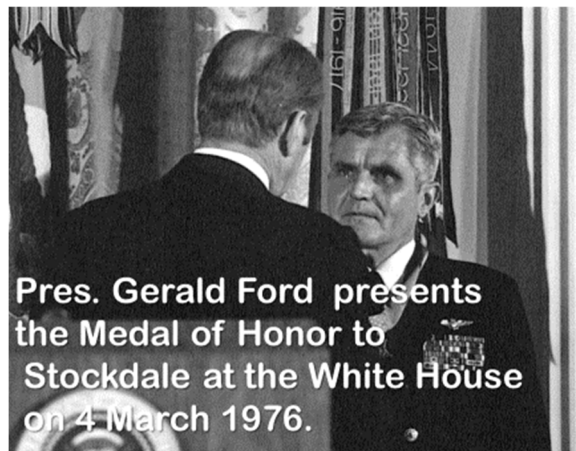 Pres. Gerald Ford presents
the Medal of Honor to
Stockdale at the White House
on 4 March 1976.